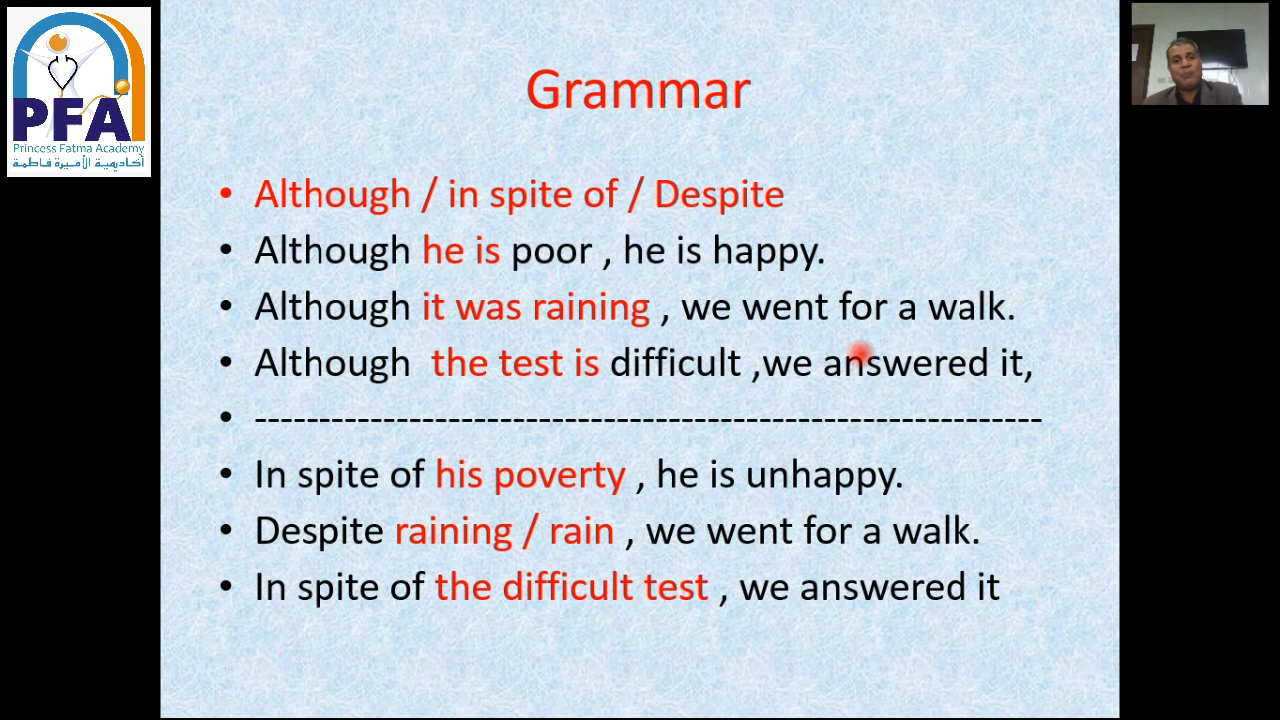 PFA
Princess Fatma Academy
أكاديمية الأميرة فاطمة
Grammar
• Although / in spite of / Despite
• Although he is poor , he is happy.
• Although it was raining , we went for a walk.
• Although the test is difficult ,we answered it,
• -------------------------------------------------------------
• In spite of his poverty , he is unhappy.
• Despite raining / rain , we went for a walk.
• In spite of the difficult test , we answered it